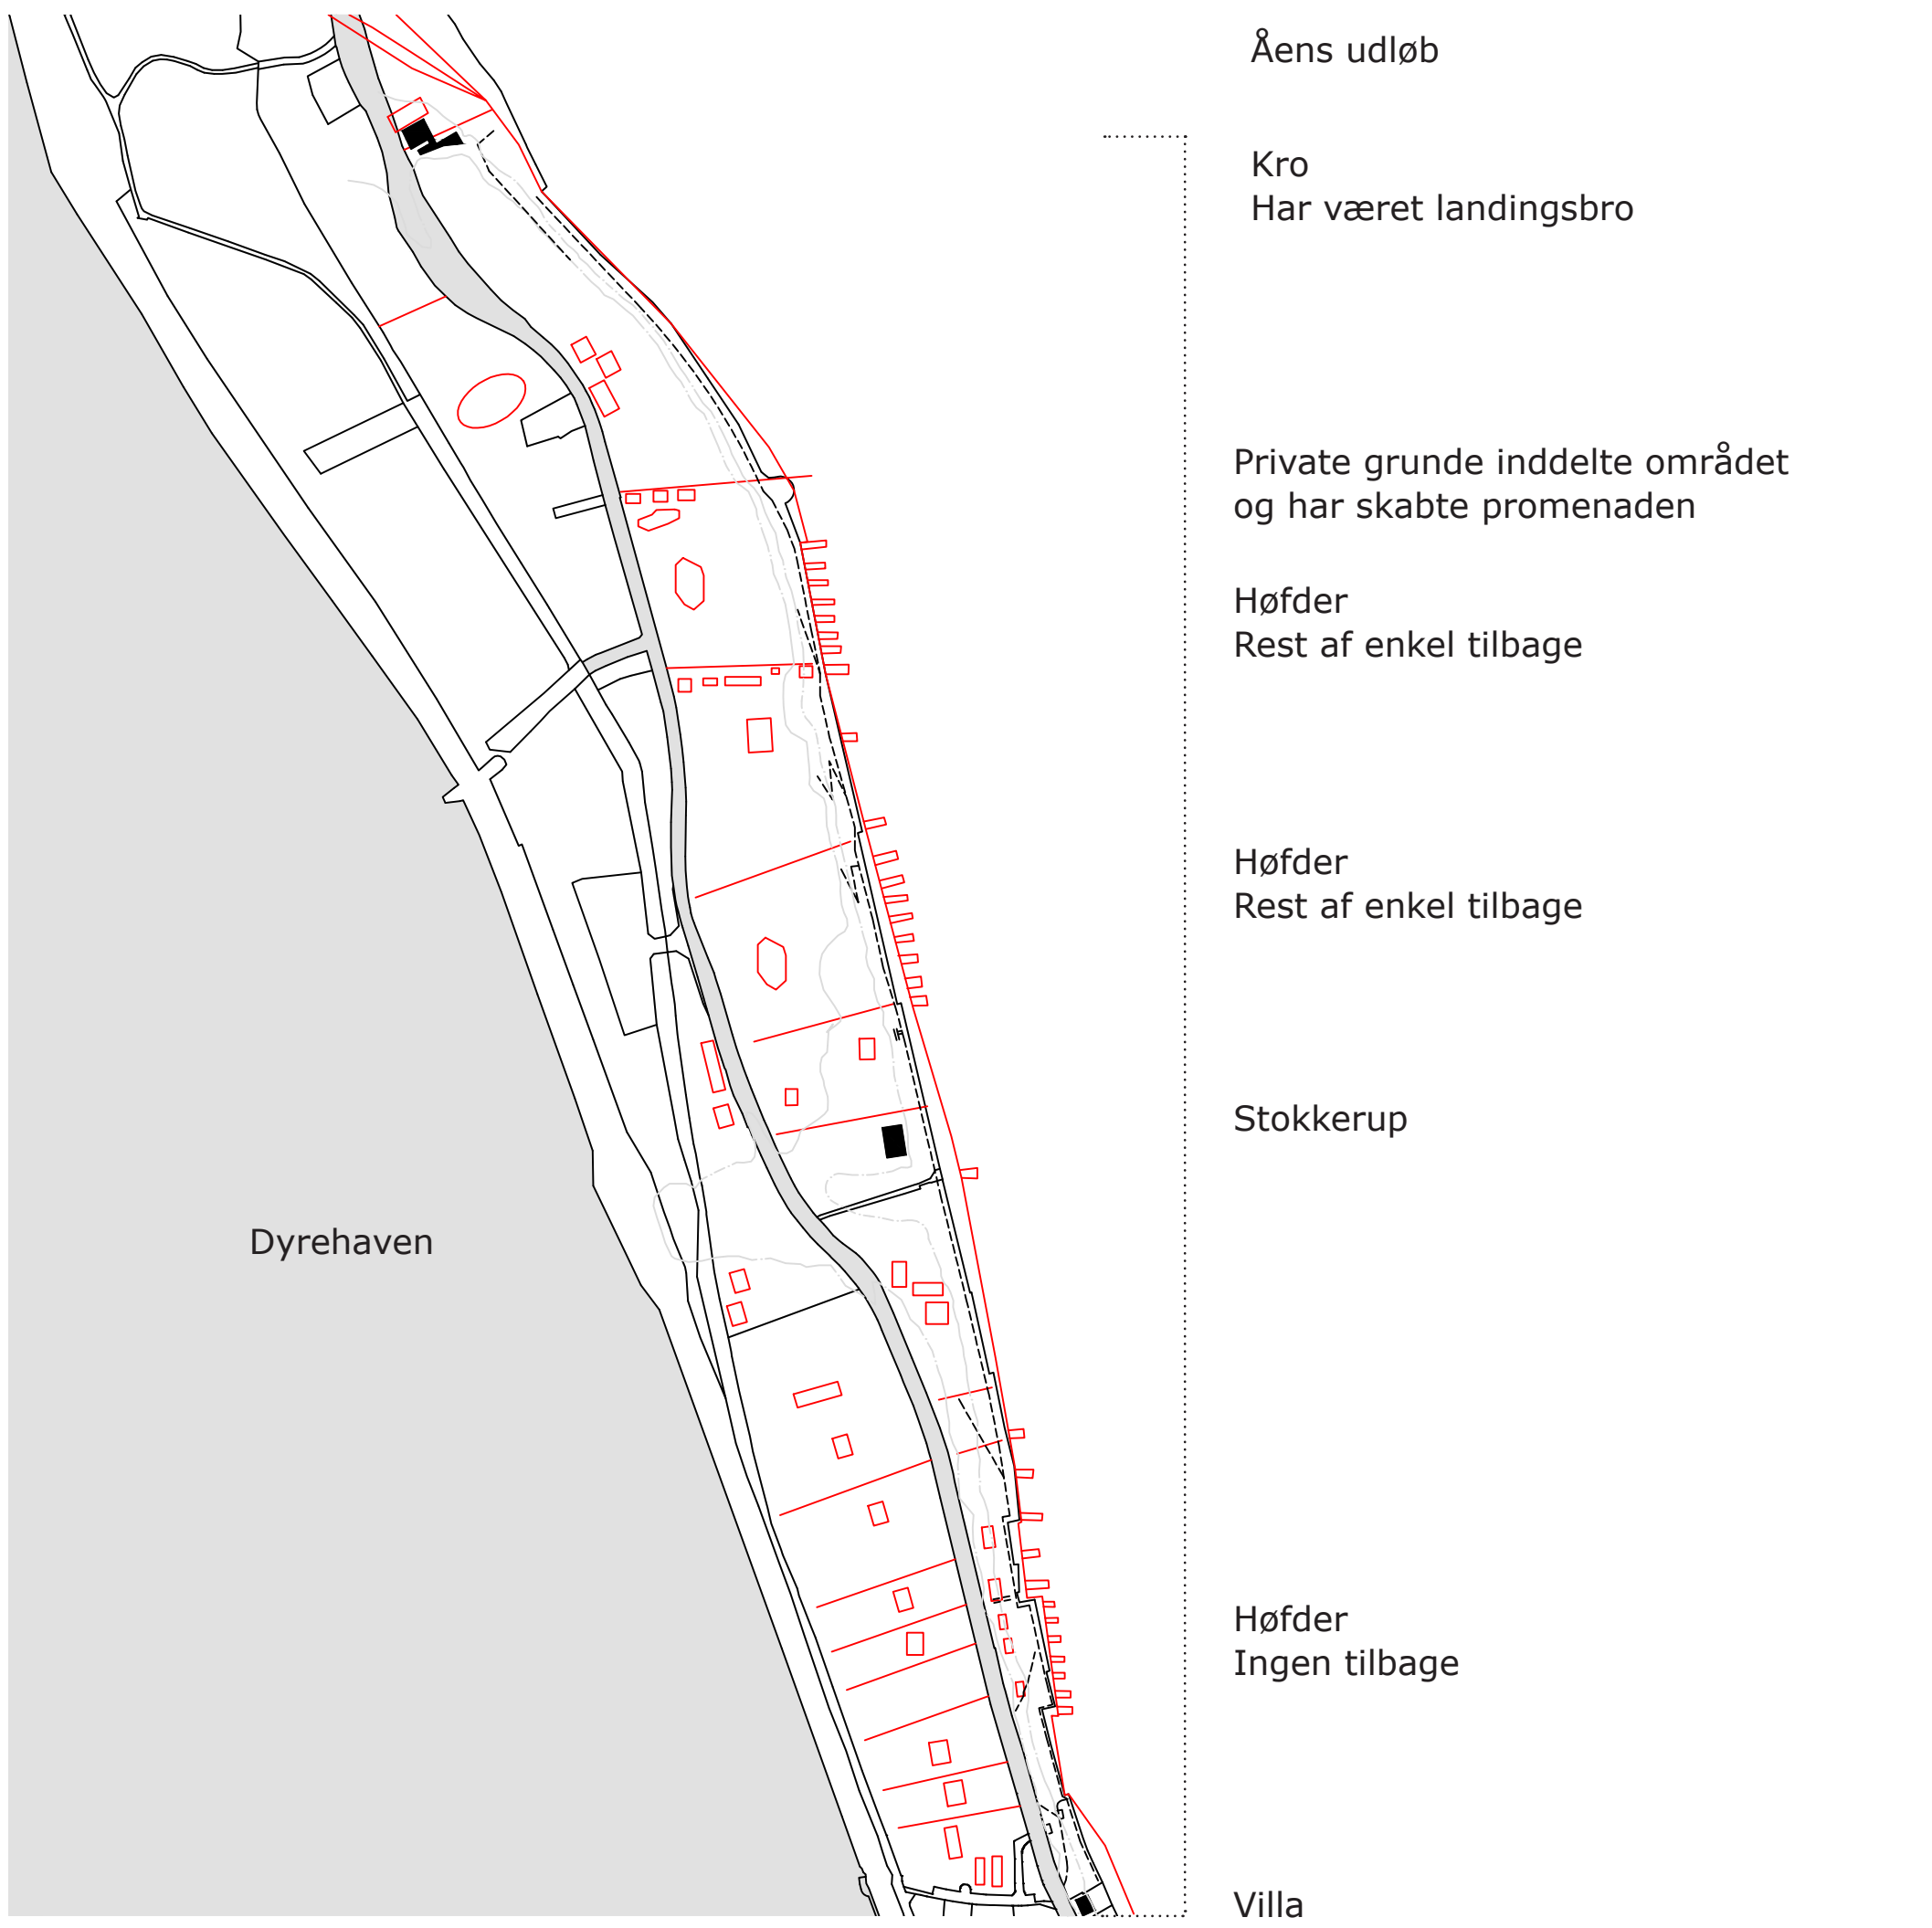 Åens udløb
Kro
Har været landingsbro
Private grunde inddelte området
og har skabte promenaden
Høfder
Rest af enkel tilbage
Høfder
Rest af enkel tilbage
Stokkerup
Dyrehaven
Høfder
Ingen tilbage
Villa